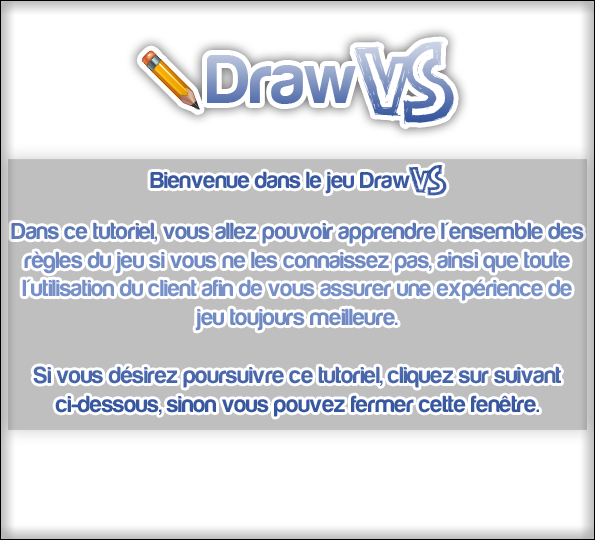 DrawVS
Bienvenue dans le jeu DrawVS
Dans ce tutoriel, vous allez pouvoir apprendre l'ensemble des
règles du jeu si vous ne les connaissez pas, ainsi que toute
l'utilisation du client afin de vous assurer une expérience de
jeu toujours meilleure.
Si vous désirez poursuivre ce tutoriel, cliquez sur suivant
ci-dessous, sinon vous pouvez fermer cette fenêtre.